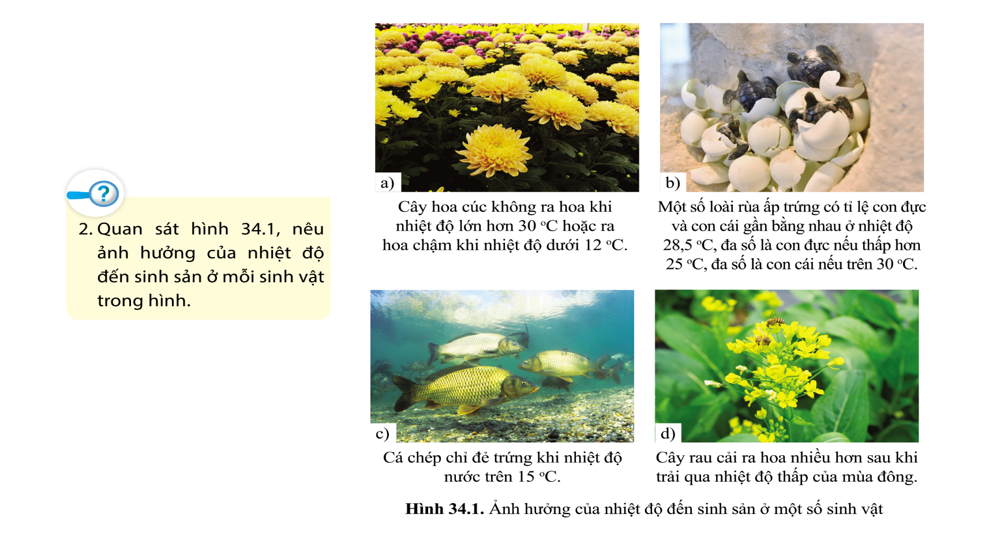 ?
2. Quan sát hình 34.1, nêu
ảnh hưởng của nhiệt độ
đến sinh sản ở mỗi sinh vật
trong hình.
a)
Cây hoa cúc không ra hoa khi
nhiệt độ lớn hơn 30 °C hoặc ra
hoa chậm khi nhiệt độ dưới 12 °C.
b)
Một số loài rùa ấp trứng có tỉ lệ con đực
và con cái gần bằng nhau ở nhiệt độ
28,5 °C, đa số là con đực nếu thấp hơn
25 °C, đa số là con cái nếu trên 30 °C.
c)
Cá chép chỉ đẻ trứng khi nhiệt độ
nước trên 15 °C.
d)
Cây rau cải ra hoa nhiều hơn sau khi
trải qua nhiệt độ thấp của mùa đông.
Hình 34.1. Ảnh hưởng của nhiệt độ đến sinh sản ở một số sinh vật